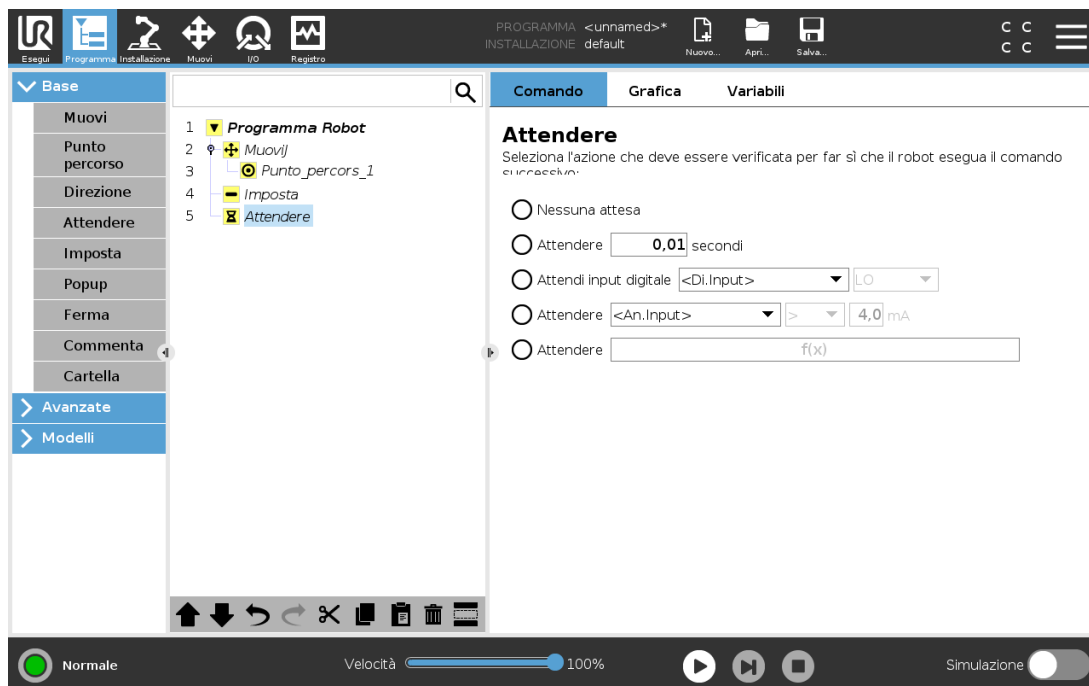 UR
PROGRAMMA <unnamed>*
INSTALLAZIONE default
C C
C C
Esegui Programma Installazione Muovi I/O Registro Nuovo... Apri... Salva...
Base
Muovi
Punto
percorso
Direzione
Attendere
Imposta
Popup
Ferma
Commenta
Cartella
Avanzate
Modelli
1 Programma Robot
2 MuoviJ
3 Punto_percors_1
4 Imposta
5 Attendere
Comando Grafica Variabili
Attendere
Seleziona l'azione che deve essere verificata per far sì che il robot esegua il comando
successivo:
Nessuna attesa
Attendere 0,01 secondi
Attendi input digitale <Di.Input> LO
Attendere <An.Input> > 4,0 mA
Attendere f(x)
Normale Velocità 100% Simulazione